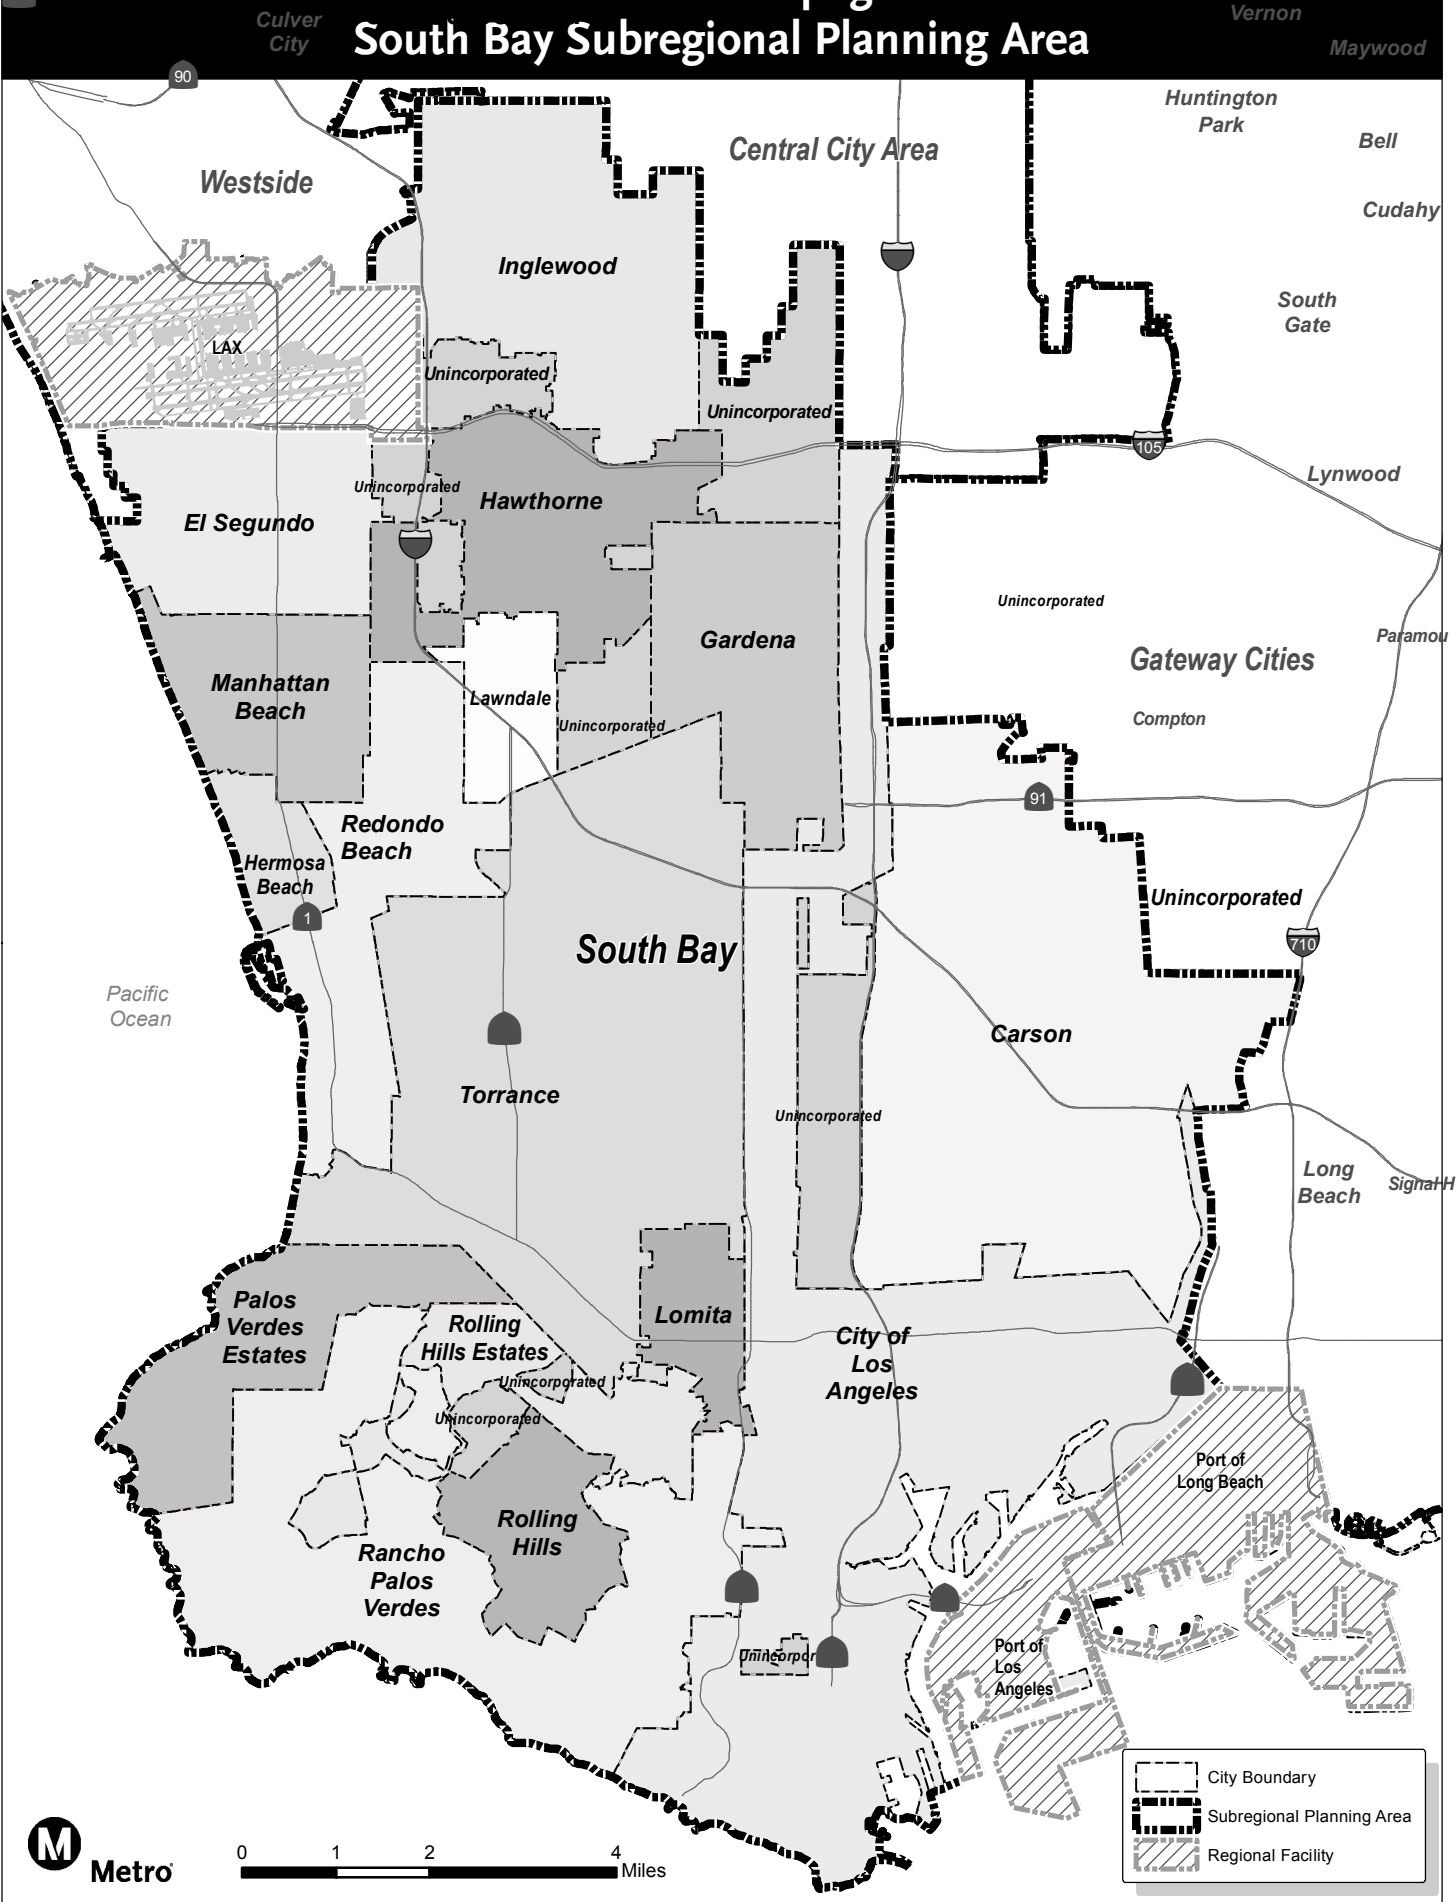 Culver
City
South Bay Subregional Planning Area
Vernon
Maywood
90
Huntington
Park
Bell
Central City Area
Westside
Cudahy
Inglewood
South
Gate
LAX
Unincorporated
Unincorporated
105
Lynwood
Unincorporated
Hawthorne
El Segundo
Unincorporated
Gardena
Paramou
Gateway Cities
Manhattan
Beach
Lawndale
Unincorporated
Compton
91
Redondo
Beach
Hermosa
Beach
Unincorporated
1
710
South Bay
Pacific
Ocean
Carson
Torrance
Unincorporated
Long
Beach
Signal H
Palos
Verdes
Estates
Rolling
Hills Estates
Lomita
City of
Los
Angeles
Unincorporated
Unincorporated
Port of
Long Beach
Rolling
Hills
Rancho
Palos
Verdes
Port of
Los
Angeles
Unincorpor
City Boundary
Subregional Planning Area
Regional Facility
M
Metro
0 1 2 4
Miles